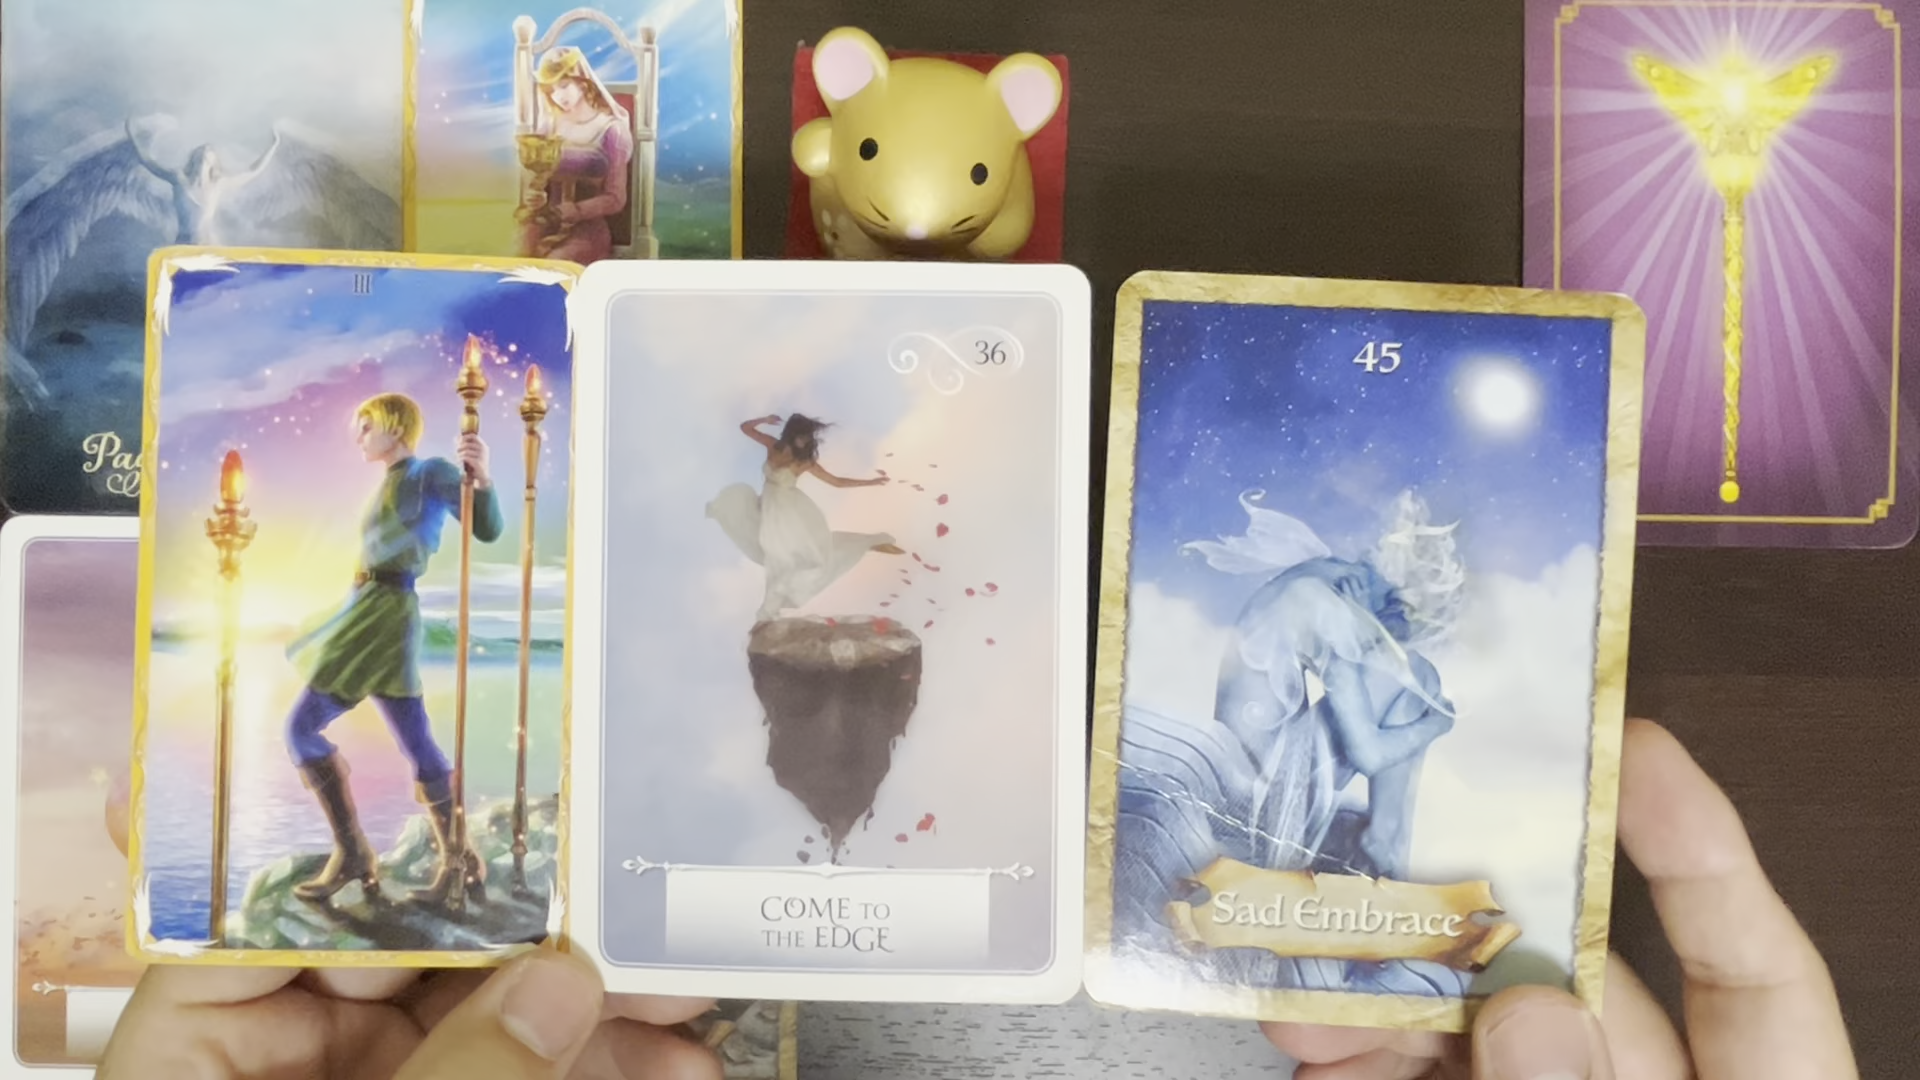 III
36
45
COME TO
THE EDGE
Sad Embrace